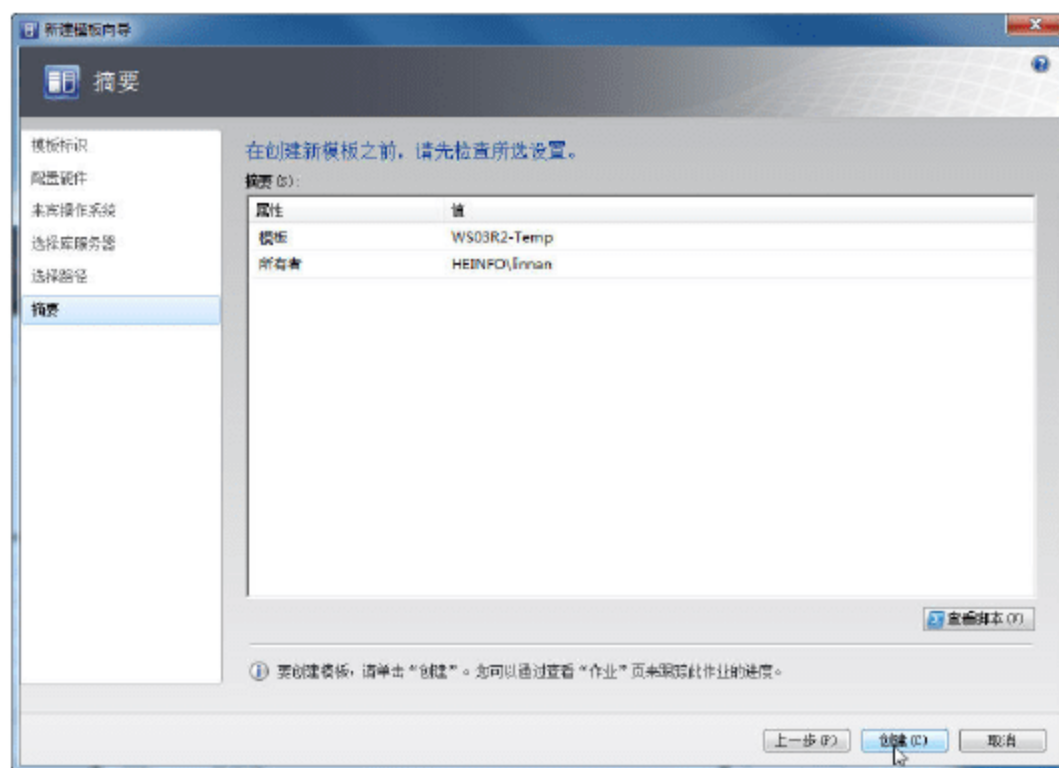 新建模板向导
摘要
模板标识
配置硬件
来宾操作系统
选择库服务器
选择路径
摘要
在创建新模板之前，请先检查所选设置。
摘要(S):
属性 值
模板 WS03R2-Temp
所有者 HEINFO\linnan
查看脚本(V)
要创建模板，请单击“创建”。您可以通过查看“作业”页来跟踪此作业的进度。
上一步(P) 创建(C) 取消